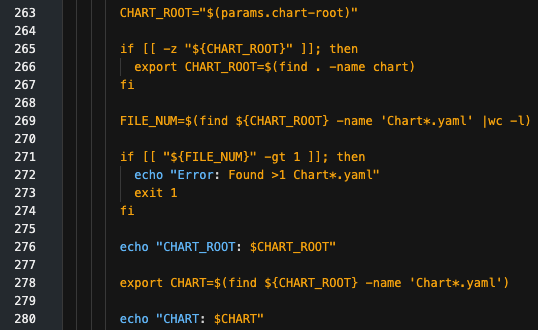 263 CHART_ROOT="$(params.chart-root)"
264
265 if [[ -z "${CHART_ROOT}" ]]; then
266 export CHART_ROOT=$(find . -name chart)
267 fi
268
269 FILE_NUM=$(find ${CHART_ROOT} -name 'Chart*.yaml' |wc -l)
270
271 if [[ "${FILE_NUM}" -gt 1 ]]; then
272 echo "Error: Found >1 Chart*.yaml"
273 exit 1
274 fi
275
276 echo "CHART_ROOT: $CHART_ROOT"
277
278 export CHART=$(find ${CHART_ROOT} -name 'Chart*.yaml')
279
280 echo "CHART: $CHART"